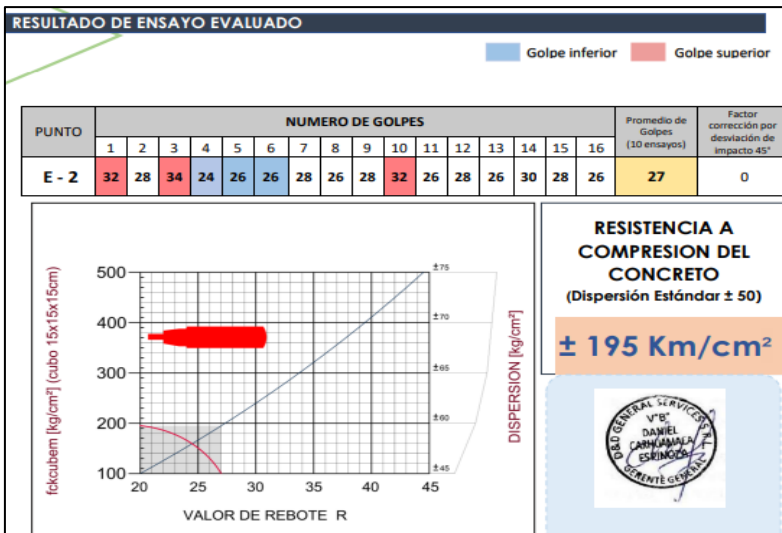 RESULTADO DE ENSAYO EVALUADO
Golpe inferior Golpe superior
PUNTO NUMERO DE GOLPES Promedio de Golpes (10 ensayos) Factor corrección por desviación de impacto 45°
1 2 3 4 5 6 7 8 9 10 11 12 13 14 15 16
E - 2 32 28 34 24 26 26 28 26 28 32 26 28 26 30 28 26 27 0
fckcubem [kg/cm²] (cubo 15x15x15cm)
500
400
300
200
100
20 25 30 35 40 45
VALOR DE REBOTE R
±75
±70
±65
±60
±45
DISPERSION [kg/cm²]
RESISTENCIA A
COMPRESION DEL
CONCRETO
(Dispersión Estándar ± 50)
± 195 Km/cm²
D&D GENERAL SERVICES S.R.L.
V°B°
DANIEL
CARHUAMACA
ESPINOZA
GERENTE GENERAL